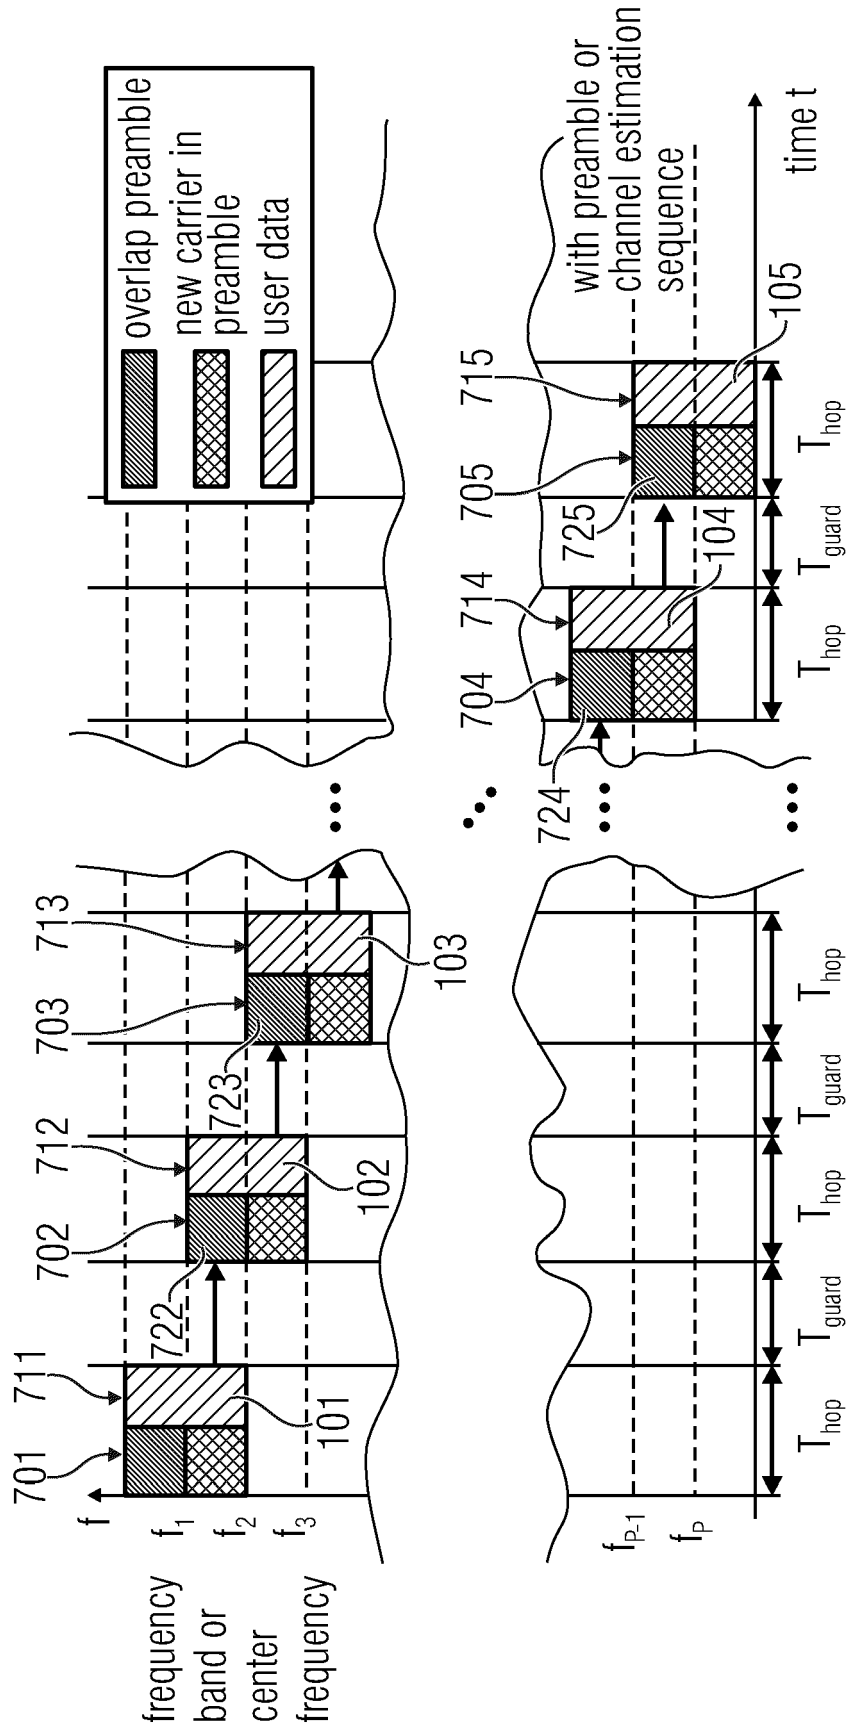 701
711
702
712
703
713
overlap preamble
new carrier in
preamble
user data
f
f1
f2
f3
frequency
band or
center
frequency
101
722
102
723
103
...
...
704
714
705
715
with preamble or
channel estimation
sequence
724
725
104
105
...
...
fP-1
fP
time t
Thop
Tguard
Thop
Tguard
Thop
Thop
Tguard
Thop